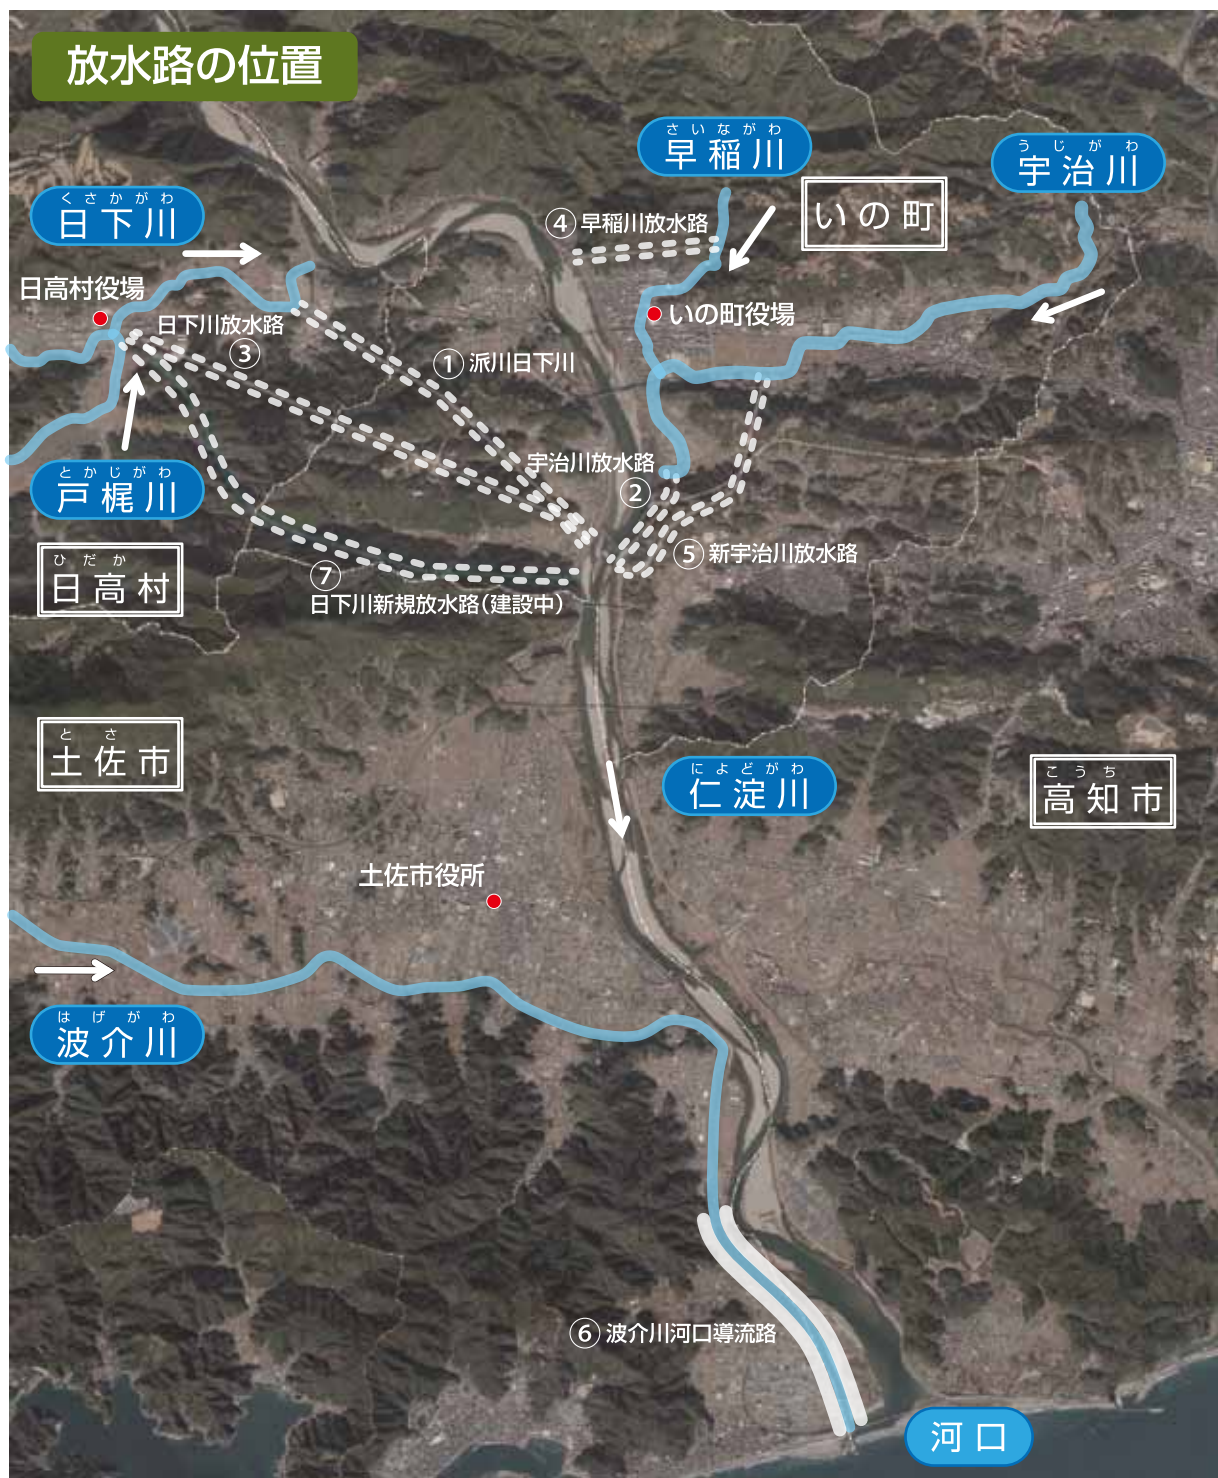 放水路の位置
さいながわ
早稲川
うじがわ
宇治川
いの町
くさかがわ
日下川
④早稲川放水路
日高村役場
いの町役場
日下川放水路
③
①派川日下川
宇治川放水路
②
とかじがわ
戸梶川
⑤新宇治川放水路
ひだか
日高村
⑦
日下川新規放水路(建設中)
とさ
土佐市
によどがわ
仁淀川
こうち
高知市
土佐市役所
はげがわ
波介川
⑥波介川河口導流路
河口